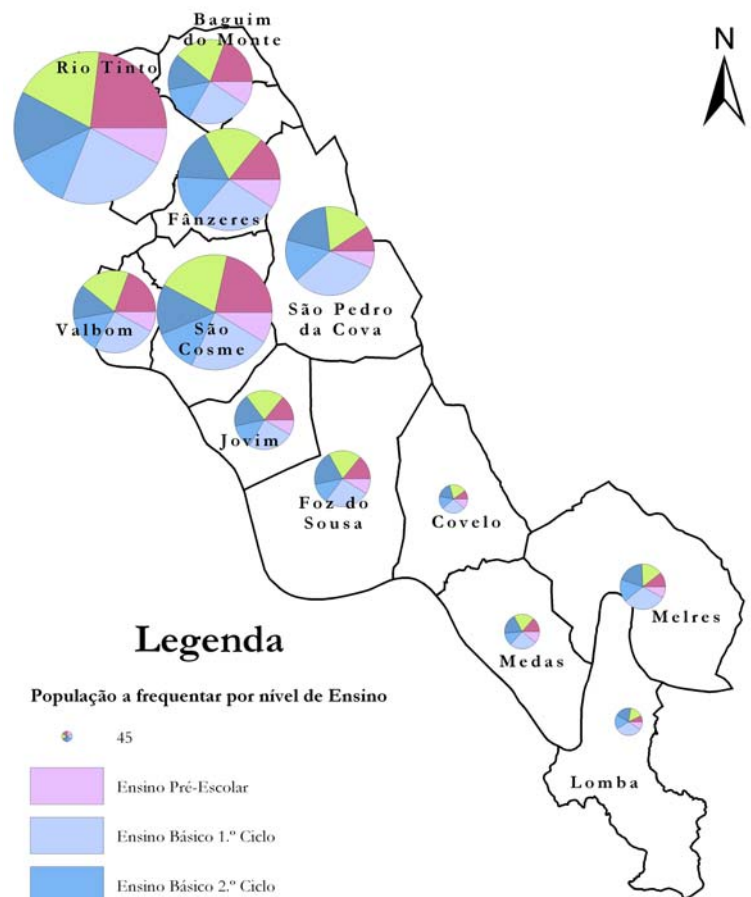 Baguim
do Monte
N
Rio Tinto
Fânzeres
São Pedro
da Cova
Valbom
São
Cosme
Jovim
Foz do
Sousa
Covelo
Melres
Medas
Lomba
Legenda
População a frequentar por nível de Ensino
45
Ensino Pré-Escolar
Ensino Básico 1.º Ciclo
Ensino Básico 2.º Ciclo